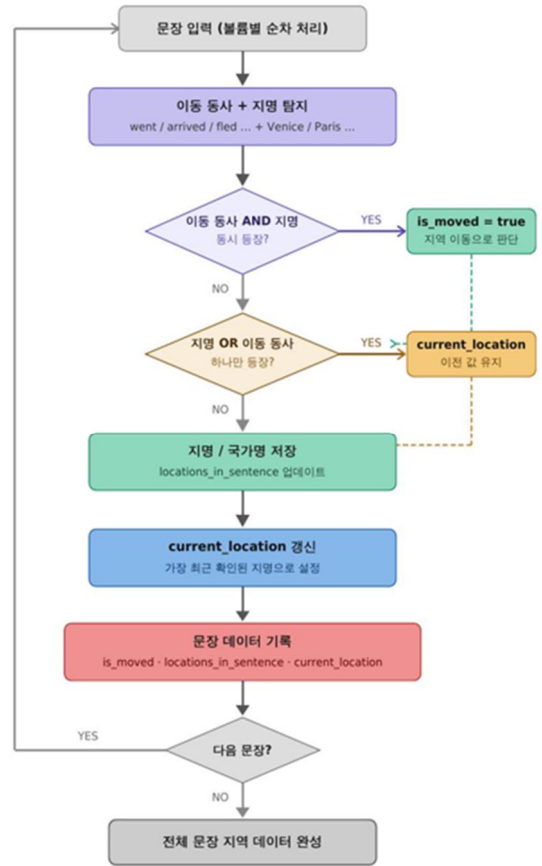 문장 입력 (볼륨별 순차 처리)
이동 동사 + 지명 탐지
went / arrived / fled ... + Venice / Paris ...
이동 동사 AND 지명
동시 등장?
YES
is_moved = true
지역 이동으로 판단
NO
지명 OR 이동 동사
하나만 등장?
YES
current_location
이전 값 유지
NO
지명 / 국가명 저장
locations_in_sentence 업데이트
current_location 갱신
가장 최근 확인된 지명으로 설정
문장 데이터 기록
is_moved · locations_in_sentence · current_location
YES
다음 문장?
NO
전체 문장 지역 데이터 완성